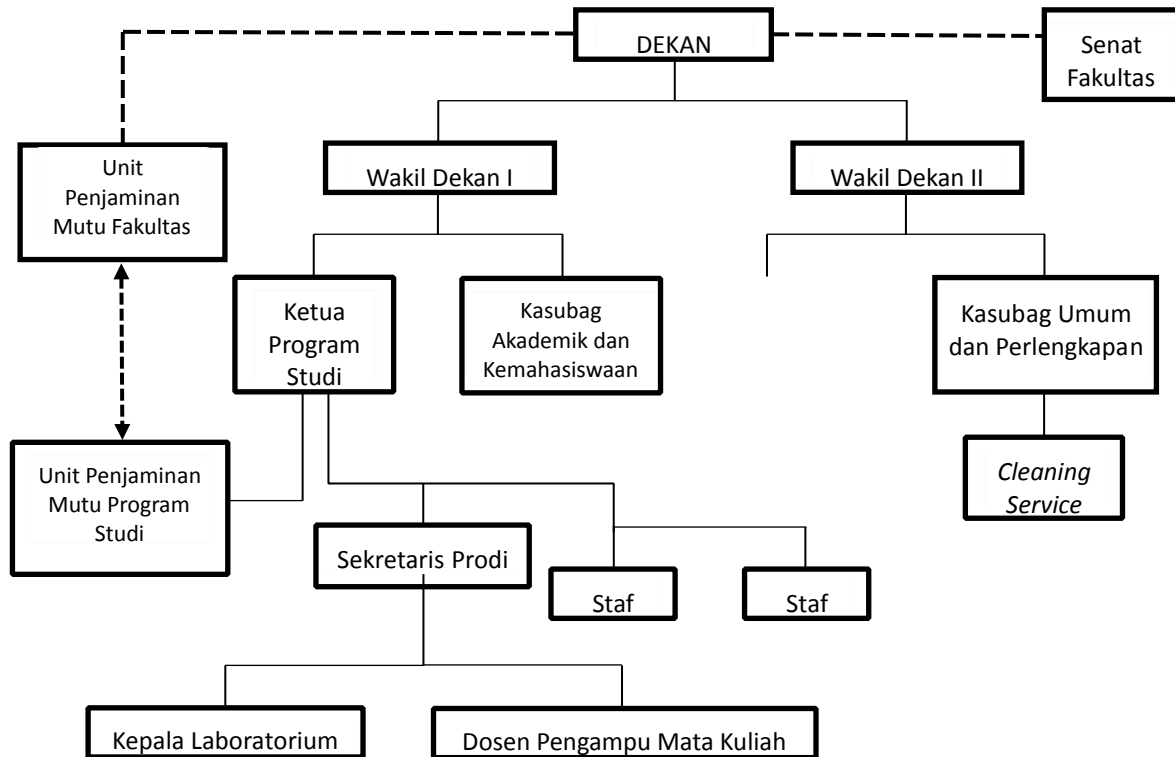 DEKAN
Senat
Fakultas
Unit
Penjaminan
Mutu Fakultas
Wakil Dekan I
Wakil Dekan II
Ketua
Program
Studi
Kasubag
Akademik dan
Kemahasiswaan
Kasubag Umum
dan Perlengkapan
Unit Penjaminan
Mutu Program
Studi
Cleaning
Service
Sekretaris Prodi
Staf
Staf
Kepala Laboratorium
Dosen Pengampu Mata Kuliah